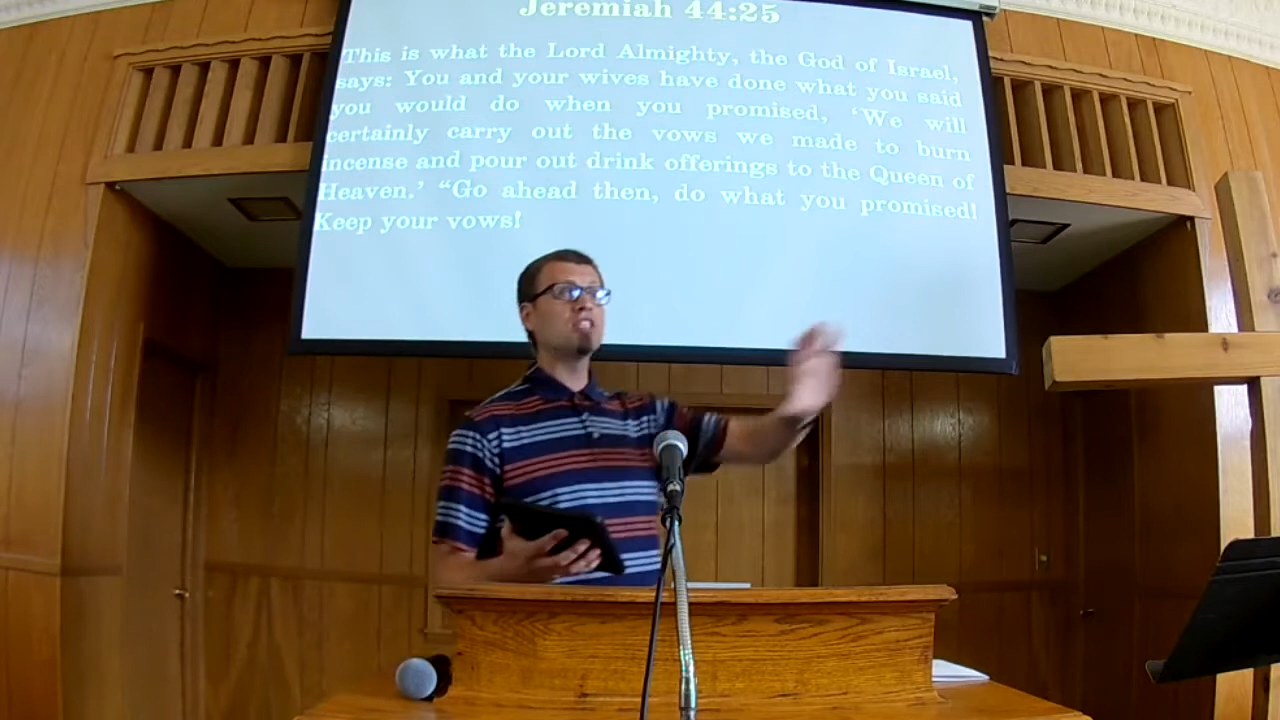 Jeremiah 44:25
This is what the Lord Almighty, the God of Israel,
says: You and your wives have done what you said
you would do when you promised, ‘We will
certainly carry out the vows we made to burn
incense and pour out drink offerings to the Queen of
Heaven.’ “Go ahead then, do what you promised!
Keep your vows!